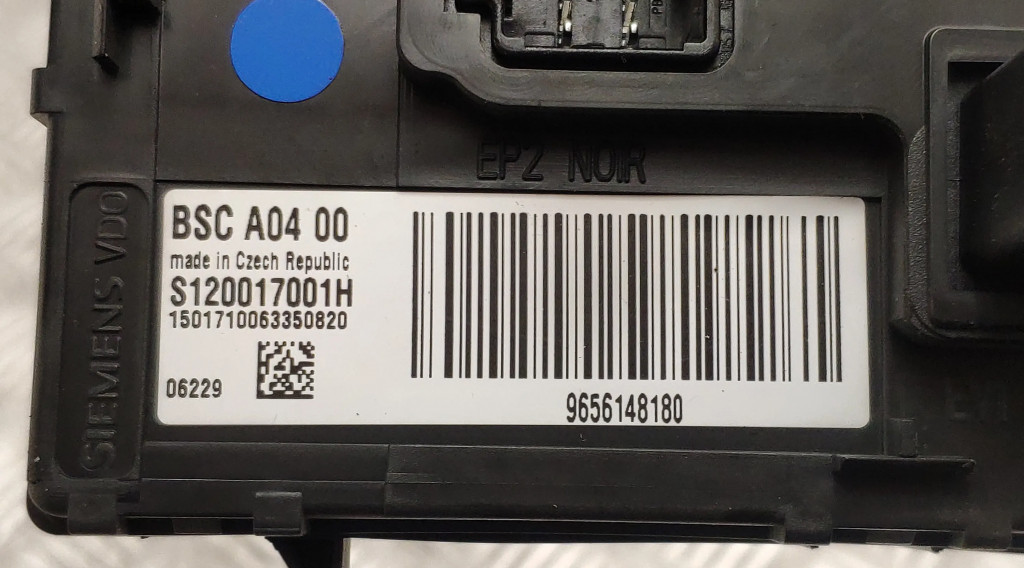 EP2 NOIR
SIEMENS VDO
BSC A04 00
made in Czech Republic
S120017001H
1501710063350820
06229
9656148180